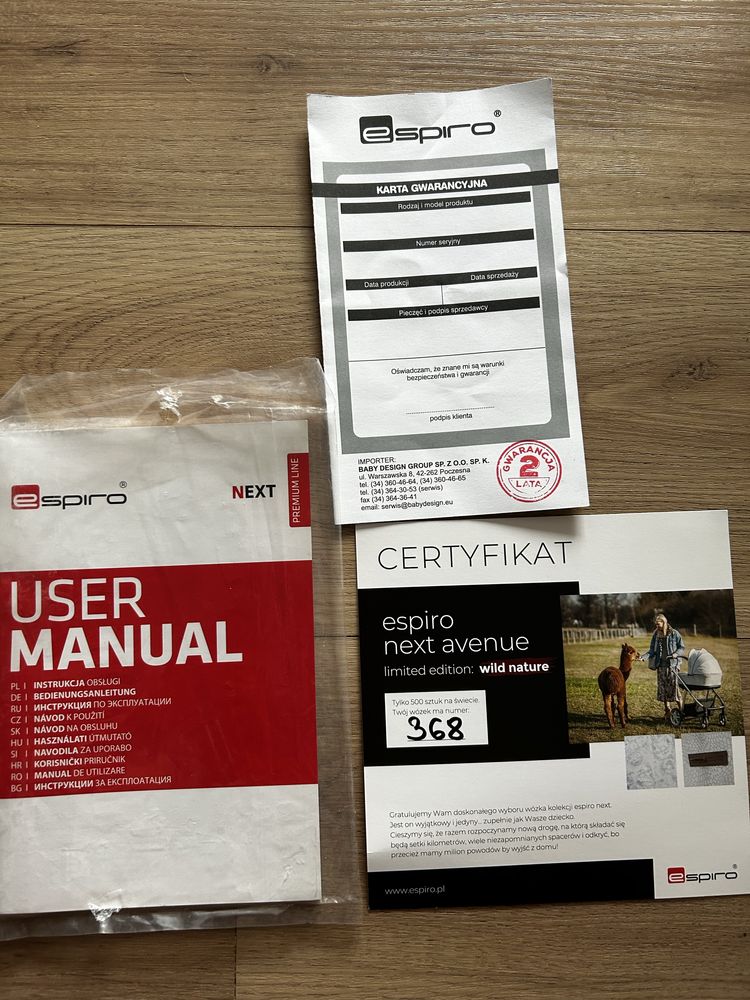 espiro®
KARTA GWARANCYJNA
Rodzaj i model produktu
Numer seryjny
Data produkcji
Data sprzedaży
Pieczęć i podpis sprzedawcy
Oświadczam, że znane mi są warunki
bezpieczeństwa i gwarancji
podpis klienta
IMPORTER:
BABY DESIGN GROUP SP. Z O.O. SP. K.
ul. Warszawska 8, 42-262 Poczesna
tel. (34) 360-46-64, (34) 360-46-65
tel. (34) 364-30-53 (serwis)
fax (34) 364-36-41
email: serwis@babydesign.eu
GWARANCJA
2
LATA
espiro®
NEXT
PREMIUM LINE
USER
MANUAL
PL | INSTRUKCJA OBSŁUGI
DE | BEDIENUNGSANLEITUNG
RU | ИНСТРУКЦИЯ ПО ЭКСПЛУАТАЦИИ
CZ | NÁVOD K POUŽITÍ
SK | NÁVOD NA OBSLUHU
HU | HASZNÁLATI ÚTMUTATÓ
SI | NAVODILA ZA UPORABO
HR | KORISNIČKI PRIRUČNIK
RO | MANUAL DE UTILIZARE
BG | ИНСТРУКЦИИ ЗА ЕКСПЛОАТАЦИЯ
CERTYFIKAT
espiro
next avenue
limited edition: wild nature
Tylko 500 sztuk na świecie.
Twój wózek ma numer:
368
Gratulujemy Wam doskonałego wyboru wózka kolekcji espiro next.
Jest on wyjątkowy i jedyny... zupełnie jak Wasze dziecko.
Cieszymy się, że razem rozpoczynamy nową drogę, na którą składać się
będą setki kilometrów, wiele niezapomnianych spacerów i odkryć, bo
przecież mamy milion powodów by wyjść z domu!
www.espiro.pl
espiro®